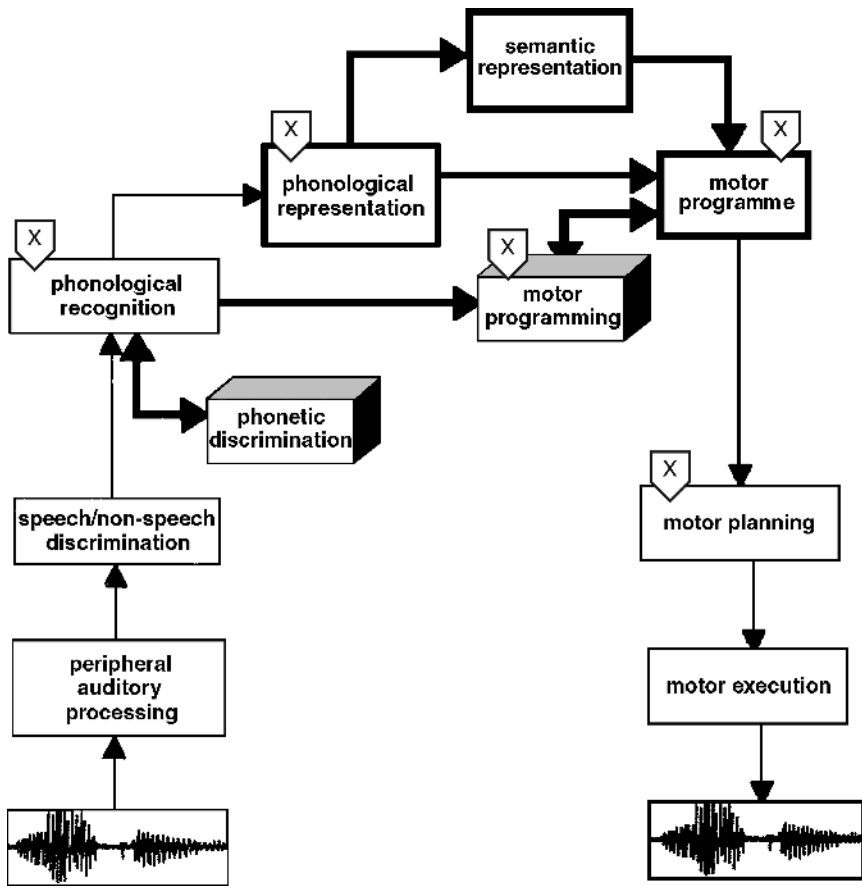 semantic
representation
X
X
phonological
representation
motor
programme
X
X
phonological
recognition
motor
programming
phonetic
discrimination
X
speech/non-speech
discrimination
motor planning
peripheral
auditory
processing
motor execution